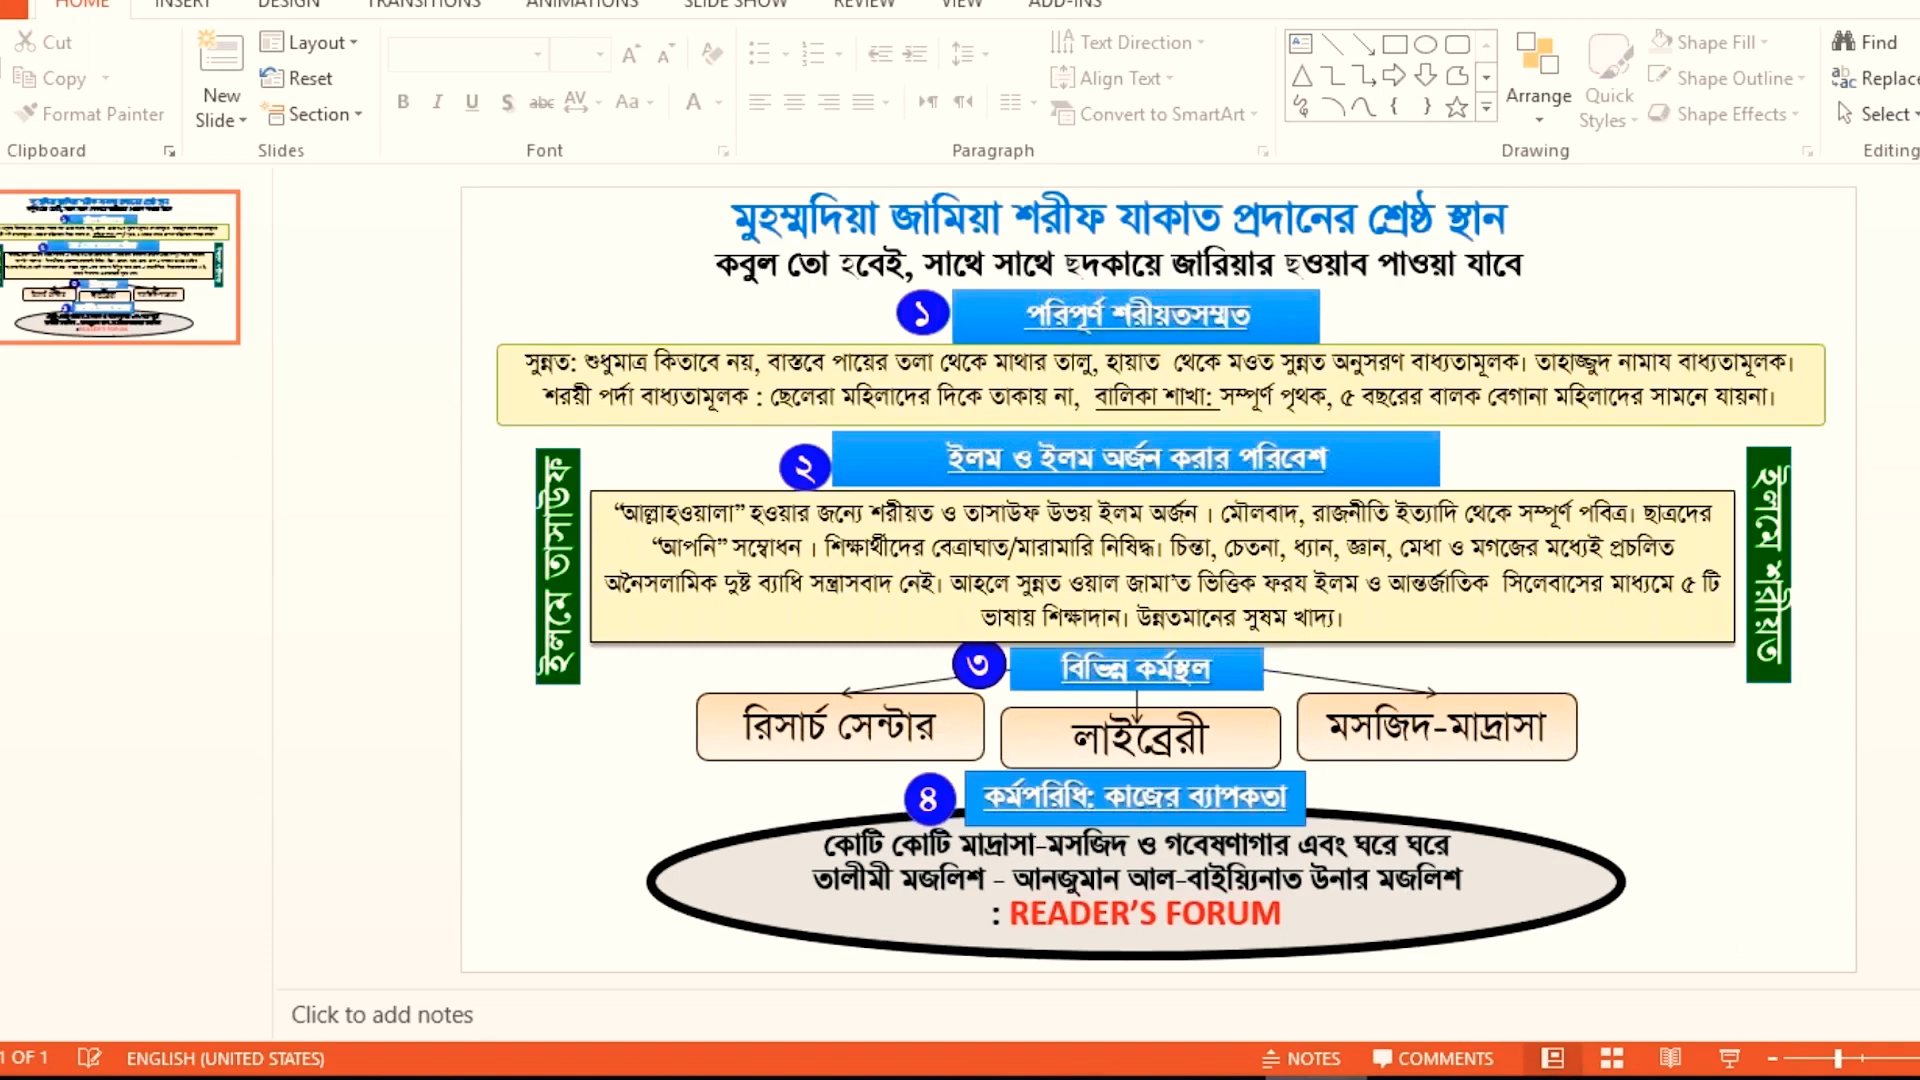 HOME INSERT DESIGN TRANSITIONS ANIMATIONS SLIDE SHOW REVIEW VIEW ADD-INS
Cut
Copy
Format Painter
Clipboard
New
Slide
Layout
Reset
Section
Slides
B I U S abc AV Aa A
Font
Text Direction
Align Text
Convert to SmartArt
Paragraph
Arrange
Quick
Styles
Shape Fill
Shape Outline
Shape Effects
Drawing
Find
Replace
Select
Editing
মুহম্মদিয়া জামিয়া শরীফ যাকাত প্রদানের শ্রেষ্ঠ স্থান
কবুল তো হবেই, সাথে সাথে ছদকায়ে জারিয়ার ছওয়াব পাওয়া যাবে
১ পরিপূর্ণ শরীয়তসম্মত
সুন্নত: শুধুমাত্র কিতাবে নয়, বাস্তবে পায়ের তলা থেকে মাথার তালু, হায়াত থেকে মওত সুন্নত অনুসরণ বাধ্যতামূলক। তাহাজ্জুদ নামায বাধ্যতামূলক।
শরয়ী পর্দা বাধ্যতামূলক : ছেলেরা মহিলাদের দিকে তাকায় না, বালিকা শাখা: সম্পূর্ণ পৃথক, ৫ বছরের বালক বেগানা মহিলাদের সামনে যায়না।
২ ইলম ও ইলম অর্জন করার পরিবেশ
ইলমে তাসাউফ
“আল্লাহওয়ালা” হওয়ার জন্যে শরীয়ত ও তাসাউফ উভয় ইলম অর্জন । মৌলবাদ, রাজনীতি ইত্যাদি থেকে সম্পূর্ণ পবিত্র। ছাত্রদের
“আপনি” সম্বোধন । শিক্ষার্থীদের বেত্রাঘাত/মারামারি নিষিদ্ধ। চিন্তা, চেতনা, ধ্যান, জ্ঞান, মেধা ও মগজের মধ্যেই প্রচলিত
অনৈসলামিক দুষ্ট ব্যাধি সন্ত্রাসবাদ নেই। আহলে সুন্নত ওয়াল জামা’ত ভিত্তিক ফরয ইলম ও আন্তর্জাতিক সিলেবাসের মাধ্যমে ৫ টি
ভাষায় শিক্ষাদান। উন্নতমানের সুষম খাদ্য।
ইলমে শরীয়ত
৩ বিভিন্ন কর্মস্থল
রিসার্চ সেন্টার
লাইব্রেরী
মসজিদ-মাদ্রাসা
৪ কর্মপরিধি: কাজের ব্যাপকতা
কোটি কোটি মাদ্রাসা-মসজিদ ও গবেষণাগার এবং ঘরে ঘরে
তালীমী মজলিশ - আনজুমান আল-বাইয়্যিনাত উনার মজলিশ
: READER’S FORUM
Click to add notes
1 OF 1 ENGLISH (UNITED STATES) NOTES COMMENTS